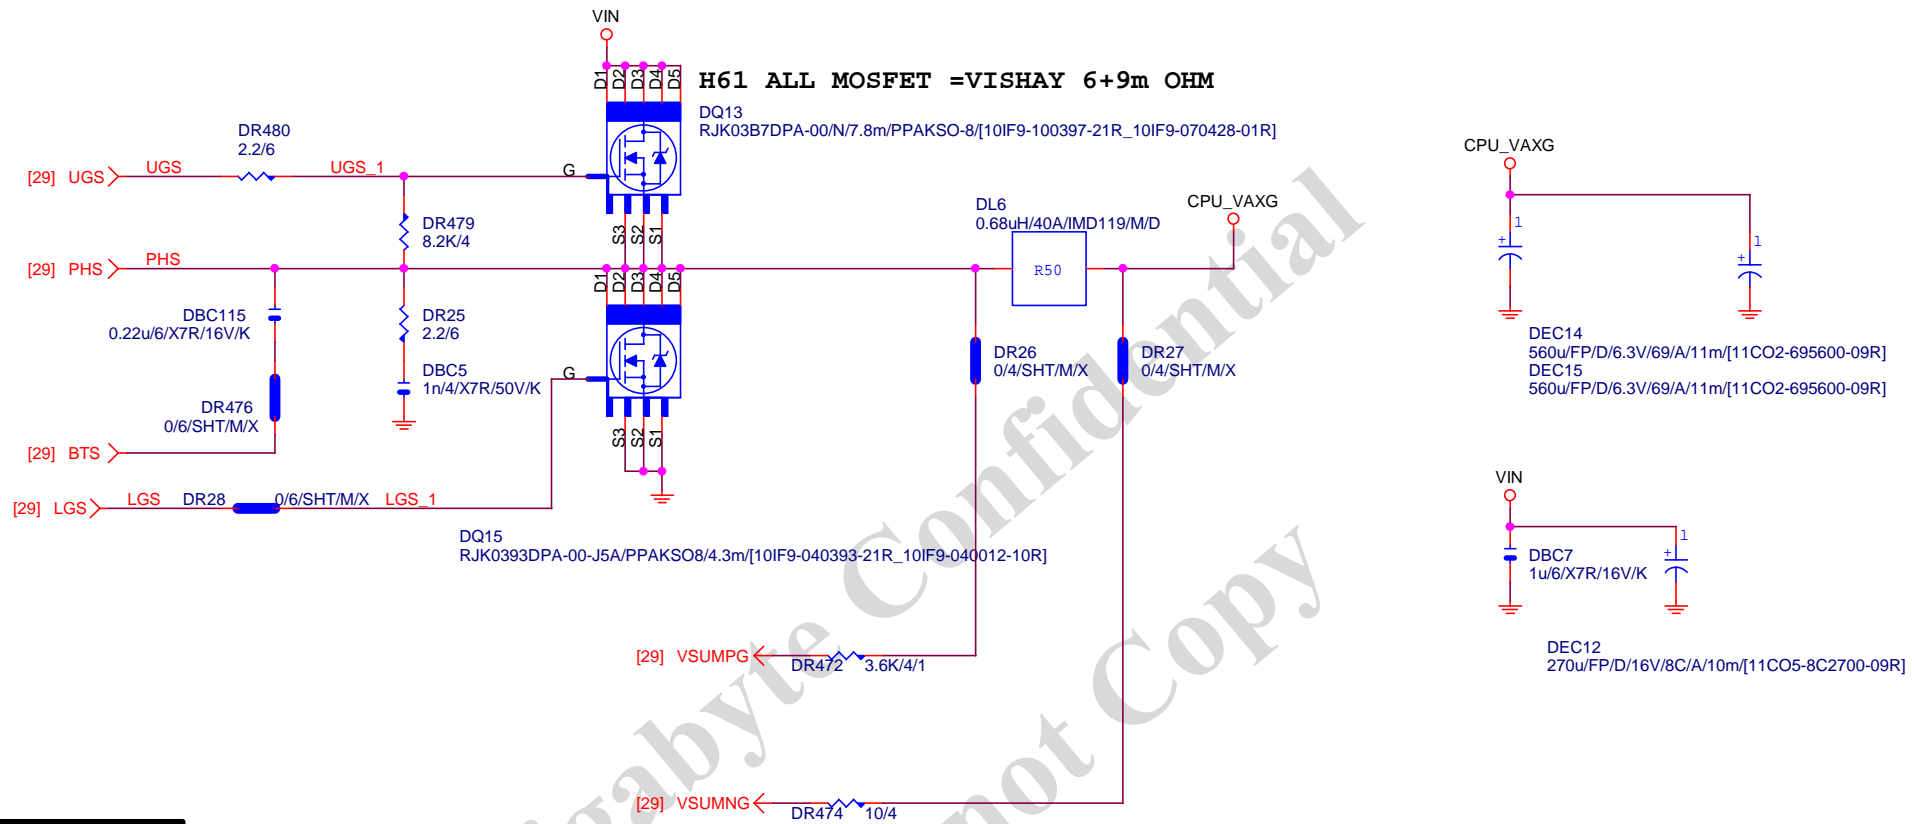 VIN
D1
D2
D3
D4
D5
H61 ALL MOSFET =VISHAY 6+9m OHM
DQ13
RJK03B7DPA-00/N/7.8m/PPAKSO-8/[10IF9-100397-21R_10IF9-070428-01R]
DR480
2.2/6
[29] UGS
UGS
UGS_1
G
S3
S2
S1
DR479
8.2K/4
[29] PHS
PHS
D1
D2
D3
D4
D5
DL6
0.68uH/40A/IMD119/M/D
R50
CPU_VAXG
DBC115
0.22u/6/X7R/16V/K
DR25
2.2/6
DBC5
1n/4/X7R/50V/K
G
S3
S2
S1
DR476
0/6/SHT/M/X
[29] BTS
[29] LGS
LGS
DR28
0/6/SHT/M/X
LGS_1
DQ15
RJK0393DPA-00-J5A/PPAKSO8/4.3m/[10IF9-040393-21R_10IF9-040012-10R]
DR26
0/4/SHT/M/X
DR27
0/4/SHT/M/X
[29] VSUMPG
DR472
3.6K/4/1
[29] VSUMNG
DR474
10/4
CPU_VAXG
1
+
1
+
DEC14
560u/FP/D/6.3V/69/A/11m/[11CO2-695600-09R]
DEC15
560u/FP/D/6.3V/69/A/11m/[11CO2-695600-09R]
VIN
DBC7
1u/6/X7R/16V/K
1
+
DEC12
270u/FP/D/16V/8C/A/10m/[11CO5-8C2700-09R]
igabyte Confidential
not Copy